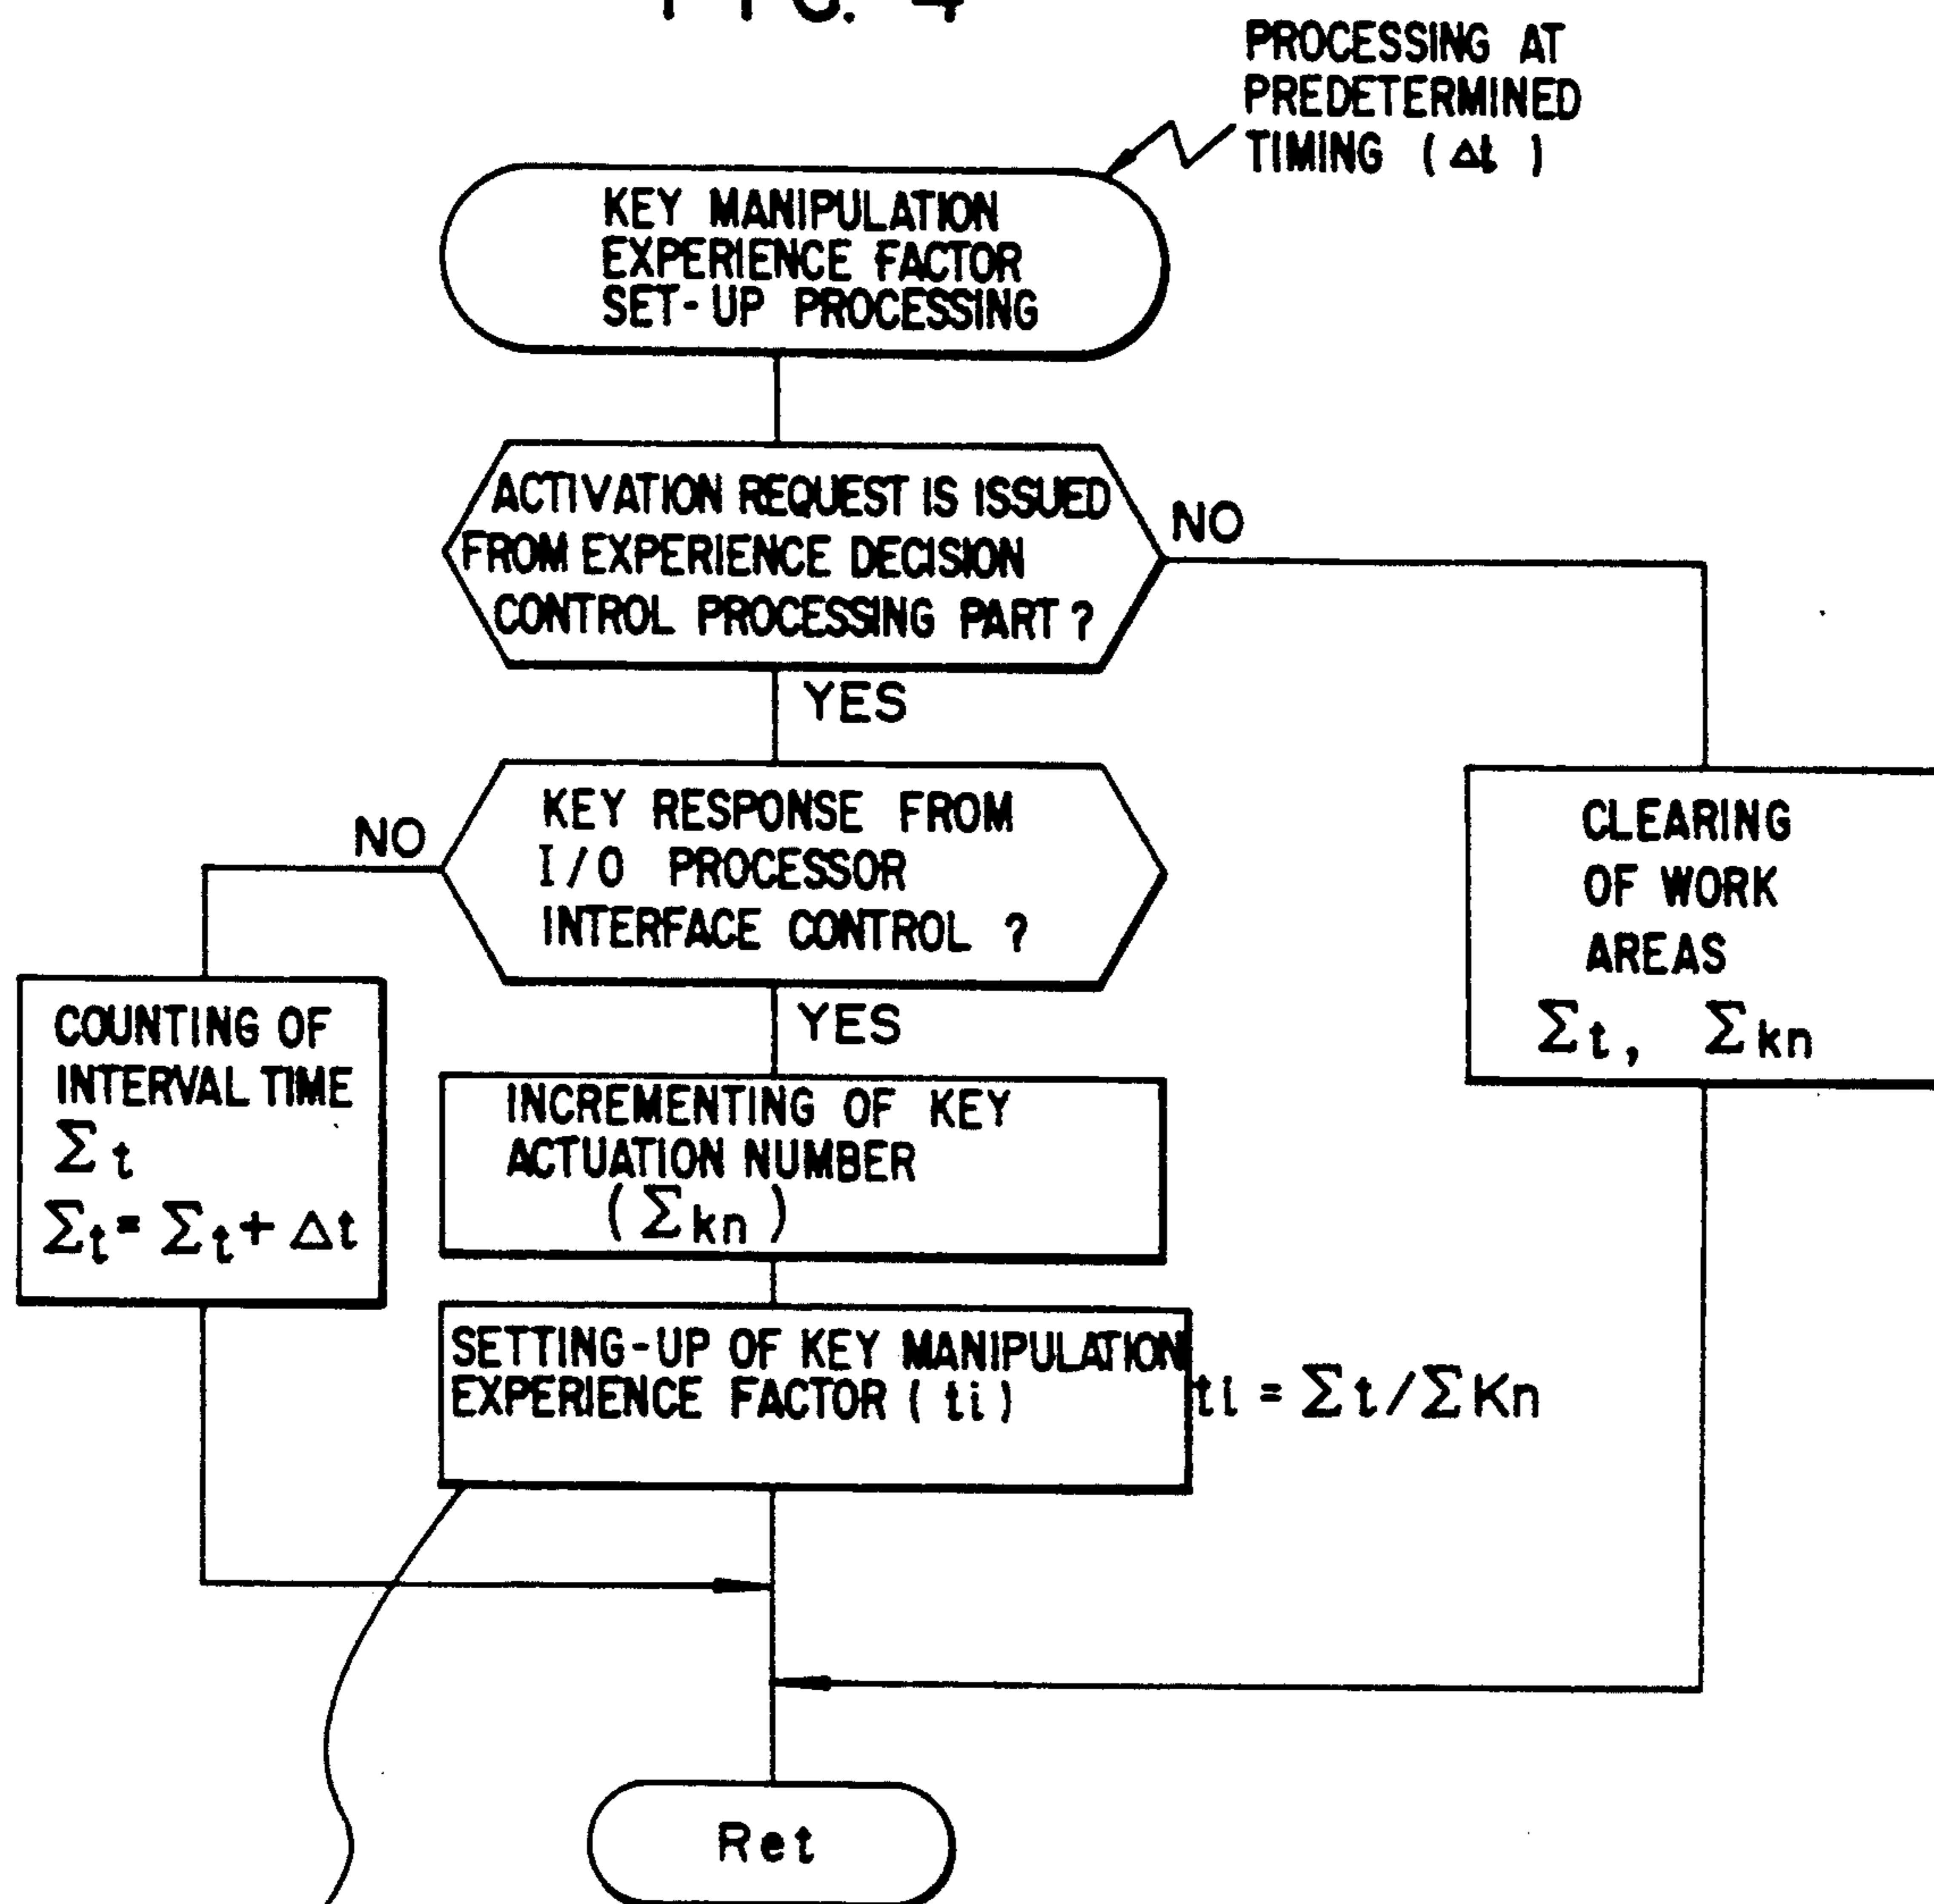 FIG. 4
PROCESSING AT
PREDETERMINED
TIMING ( Δt )
KEY MANIPULATION
EXPERIENCE FACTOR
SET-UP PROCESSING
ACTIVATION REQUEST IS ISSUED
FROM EXPERIENCE DECISION
CONTROL PROCESSING PART ?
NO
YES
KEY RESPONSE FROM
I/O PROCESSOR
INTERFACE CONTROL ?
NO
YES
CLEARING
OF WORK
AREAS
Σt, Σkn
COUNTING OF
INTERVAL TIME
Σt
Σt = Σt + Δt
INCREMENTING OF KEY
ACTUATION NUMBER
( Σkn )
SETTING-UP OF KEY MANIPULATION
EXPERIENCE FACTOR ( ti )
ti = Σt / ΣKn
Ret